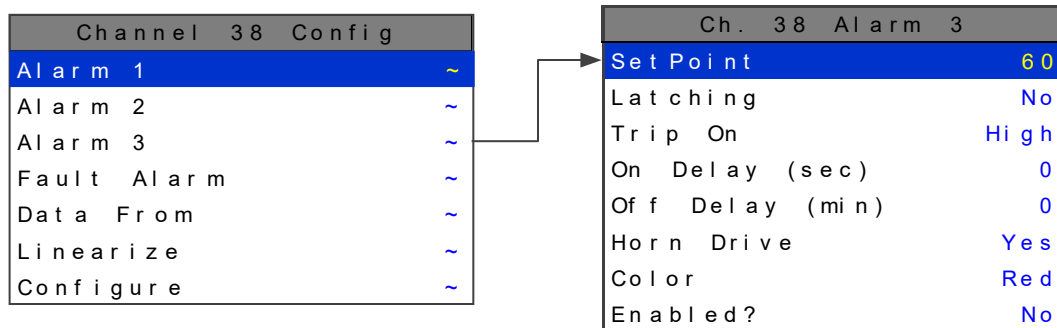 Channel 38 Config
Alarm 1 ~
Alarm 2 ~
Alarm 3 ~
Fault Alarm ~
Data From ~
Linearize ~
Configure ~
Ch. 38 Alarm 3
SetPoint 60
Latching No
Trip On High
On Delay (sec) 0
Off Delay (min) 0
Horn Drive Yes
Color Red
Enabled? No